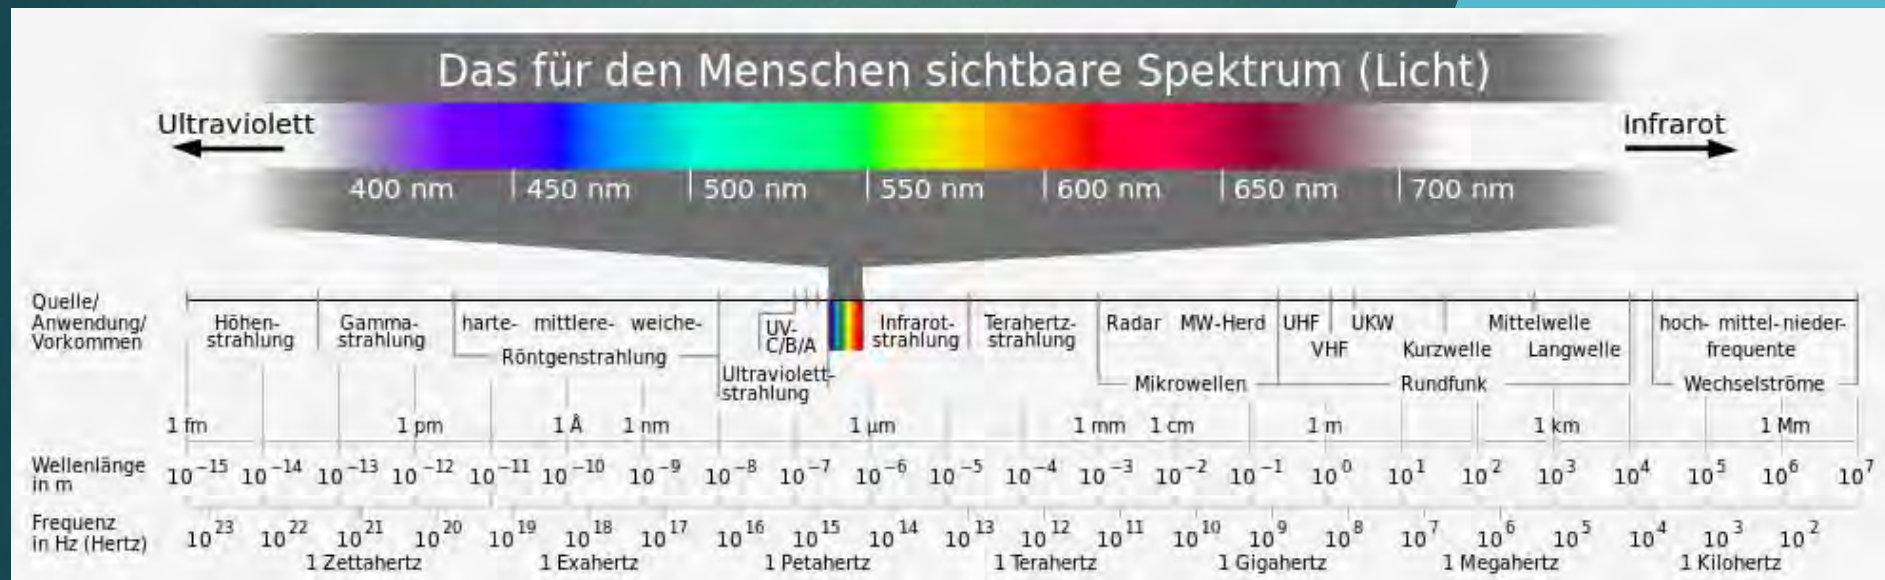 Das für den Menschen sichtbare Spektrum (Licht)
Ultraviolett
Infrarot
400 nm 450 nm 500 nm 550 nm 600 nm 650 nm 700 nm
Quelle/
Anwendung/
Vorkommen
Höhen-
strahlung
Gamma-
strahlung
harte- mittlere- weiche-
Röntgenstrahlung
UV-
C/B/A
Ultraviolett-
strahlung
Infrarot-
strahlung
Terahertz-
strahlung
Radar MW-Herd
Mikrowellen
UHF UKW Mittelwelle
VHF Kurzwelle Langwelle
Rundfunk
hoch- mittel- nieder-
frequente
Wechselströme
1 fm 1 pm 1 Å 1 nm 1 µm 1 mm 1 cm 1 m 1 km 1 Mm
Wellenlänge
in m
10⁻¹⁵ 10⁻¹⁴ 10⁻¹³ 10⁻¹² 10⁻¹¹ 10⁻¹⁰ 10⁻⁹ 10⁻⁸ 10⁻⁷ 10⁻⁶ 10⁻⁵ 10⁻⁴ 10⁻³ 10⁻² 10⁻¹ 10⁰ 10¹ 10² 10³ 10⁴ 10⁵ 10⁶ 10⁷
Frequenz
in Hz (Hertz)
10²³ 10²² 10²¹ 10²⁰ 10¹⁹ 10¹⁸ 10¹⁷ 10¹⁶ 10¹⁵ 10¹⁴ 10¹³ 10¹² 10¹¹ 10¹⁰ 10⁹ 10⁸ 10⁷ 10⁶ 10⁵ 10⁴ 10³ 10²
1 Zettahertz 1 Exahertz 1 Petahertz 1 Terahertz 1 Gigahertz 1 Megahertz 1 Kilohertz